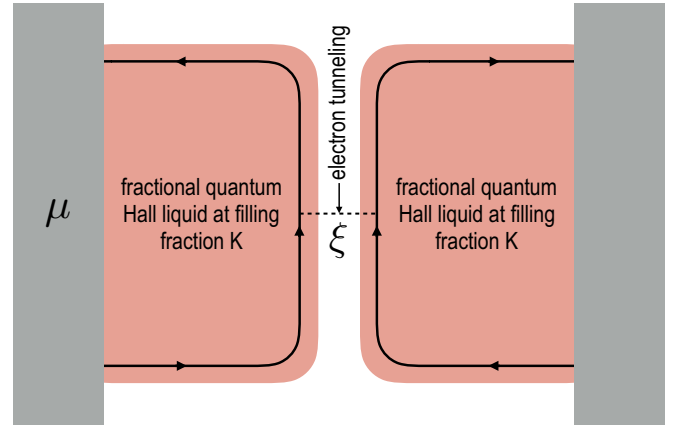 electron tunneling
μ
fractional quantum
Hall liquid at filling
fraction K
ξ
fractional quantum
Hall liquid at filling
fraction K